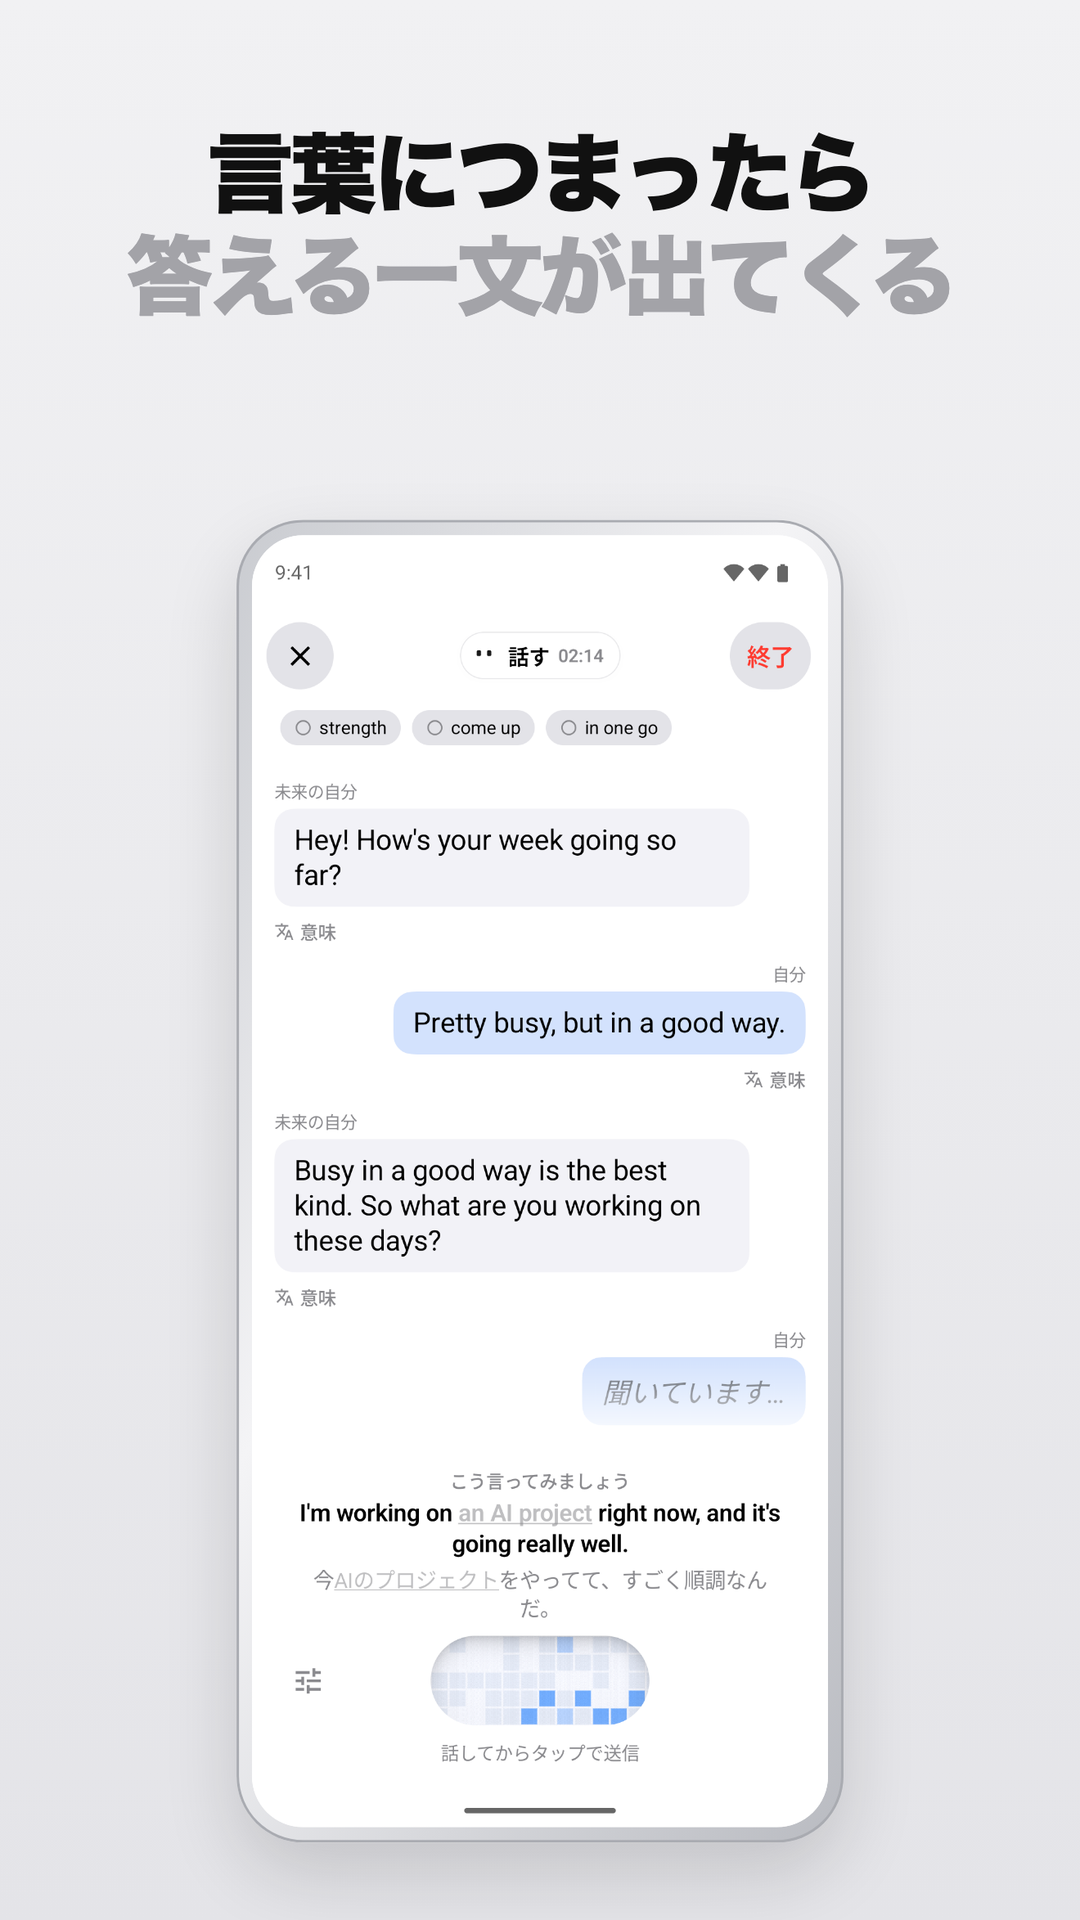 言葉につまったら
答える一文が出てくる
9:41
話す 02:14
終了
strength
come up
in one go
未来の自分
Hey! How's your week going so
far?
意味
自分
Pretty busy, but in a good way.
意味
未来の自分
Busy in a good way is the best
kind. So what are you working on
these days?
意味
自分
聞いています...
こう言ってみましょう
I'm working on an AI project right now, and it's
going really well.
今AIのプロジェクトをやってて、すごく順調なん
だ。
話してからタップで送信